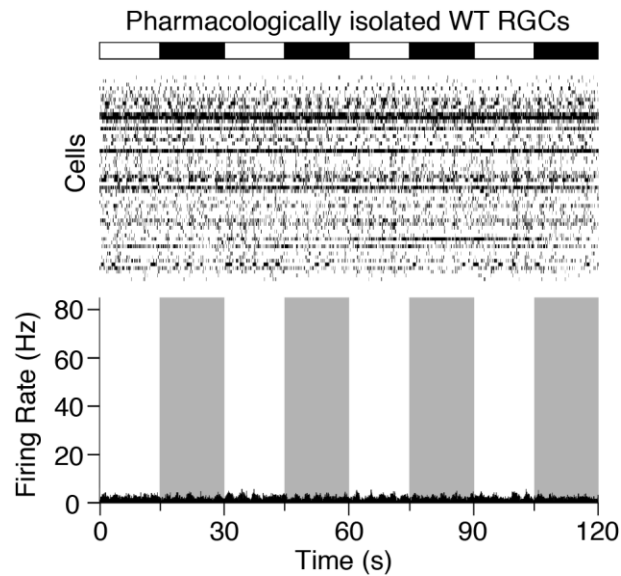 Pharmacologically isolated WT RGCs
Cells
Firing Rate (Hz)
80
60
40
20
0
0 30 60 90 120
Time (s)